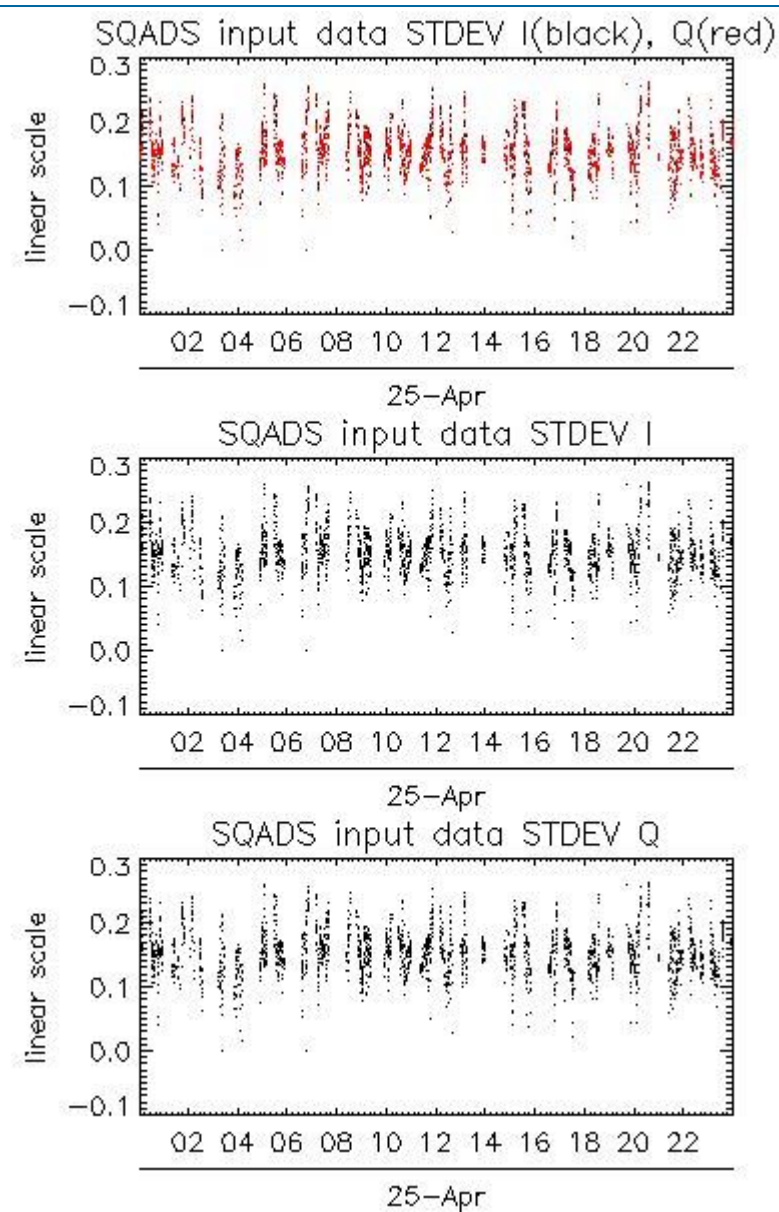 SQADS input data STDEV I(black), Q(red)
0.3
0.2
0.1
0.0
−0.1
linear scale
02 04 06 08 10 12 14 16 18 20 22
25−Apr
SQADS input data STDEV I
0.3
0.2
0.1
0.0
−0.1
linear scale
02 04 06 08 10 12 14 16 18 20 22
25−Apr
SQADS input data STDEV Q
0.3
0.2
0.1
0.0
−0.1
linear scale
02 04 06 08 10 12 14 16 18 20 22
25−Apr